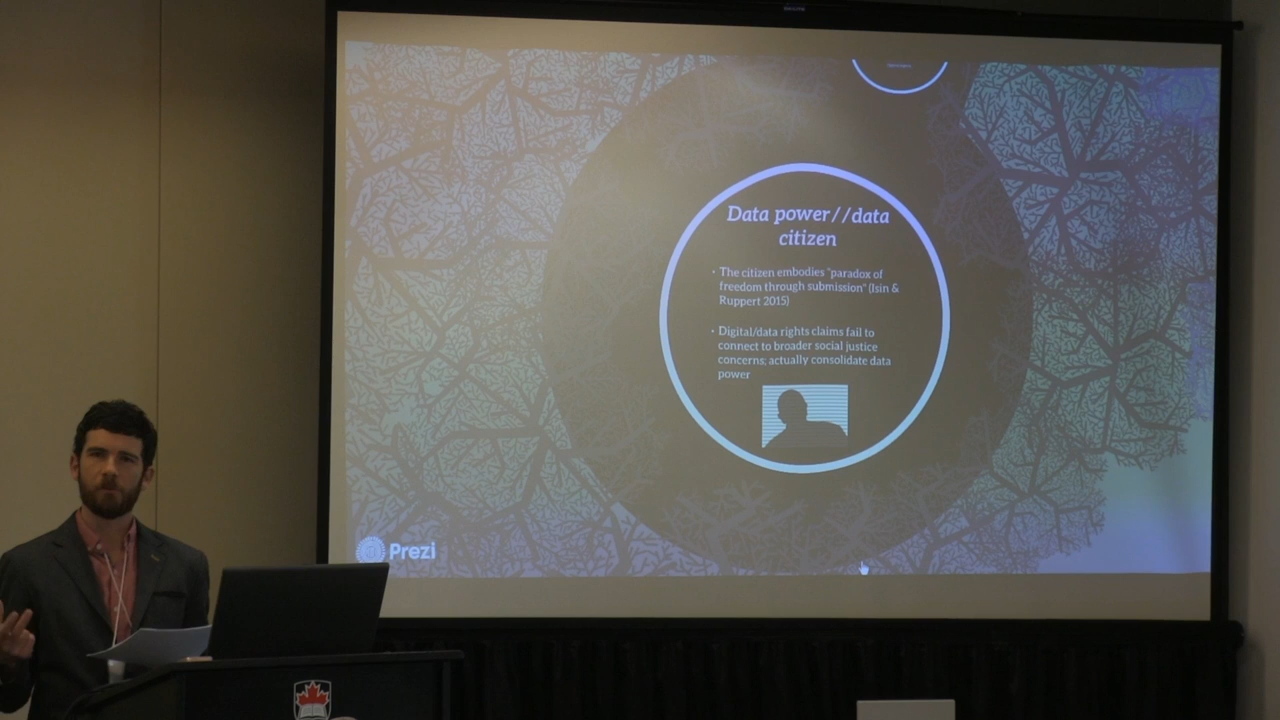 Data power//data
citizen
• The citizen embodies "paradox of
freedom through submission" (Isin &
Ruppert 2015)
• Digital/data rights claims fail to
connect to broader social justice
concerns; actually consolidate data
power
Prezi